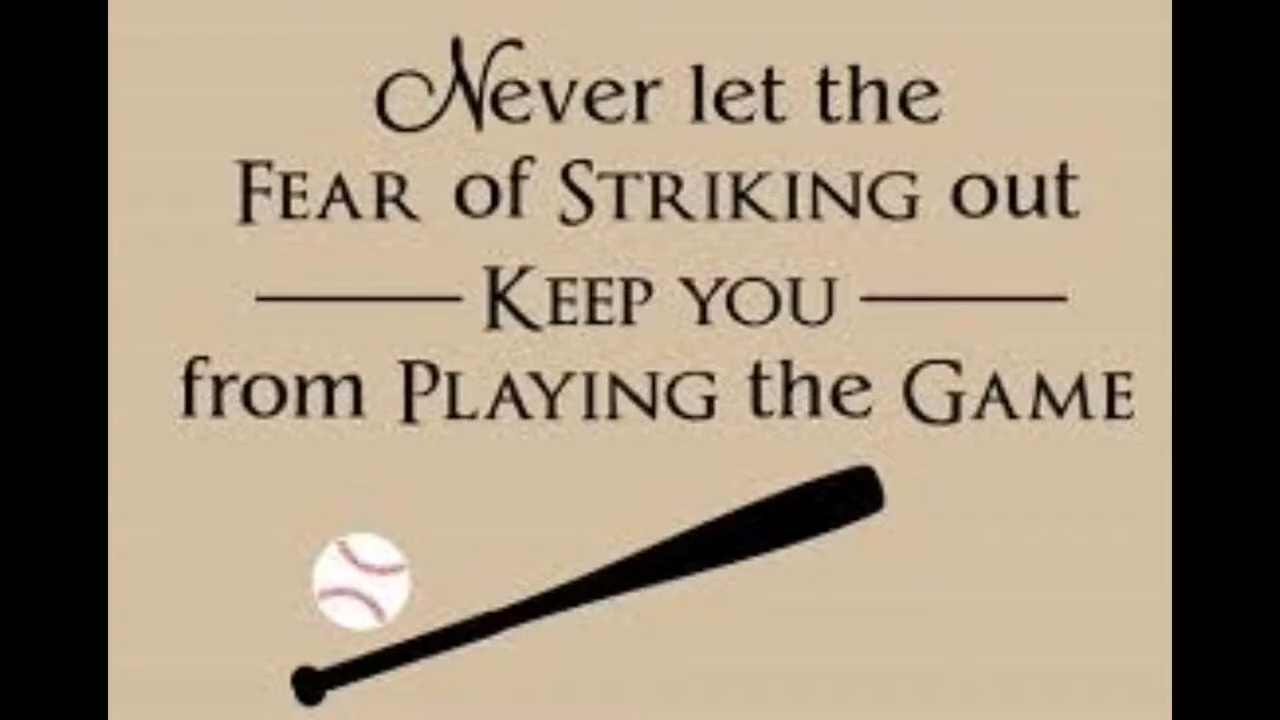 Never let the
FEAR of STRIKING out
KEEP YOU
from PLAYING the GAME